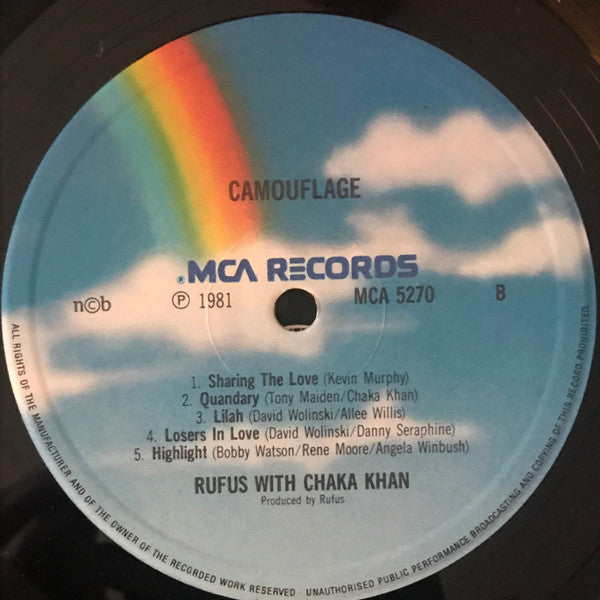 CAMOUFLAGE
® MCA RECORDS
n©b ℗ 1981 MCA 5270 B
1. Sharing The Love (Kevin Murphy)
2. Quandary (Tony Maiden/Chaka Khan)
3. Lilah (David Wolinski/Allee Willis)
4. Losers In Love (David Wolinski/Danny Seraphine)
5. Highlight (Bobby Watson/Rene Moore/Angela Winbush)
RUFUS WITH CHAKA KHAN
Produced by Rufus
ALL RIGHTS OF THE MANUFACTURER AND OF THE OWNER OF THE RECORDED WORK RESERVED - UNAUTHORISED PUBLIC PERFORMANCE BROADCASTING AND COPYING OF THIS RECORD PROHIBITED.